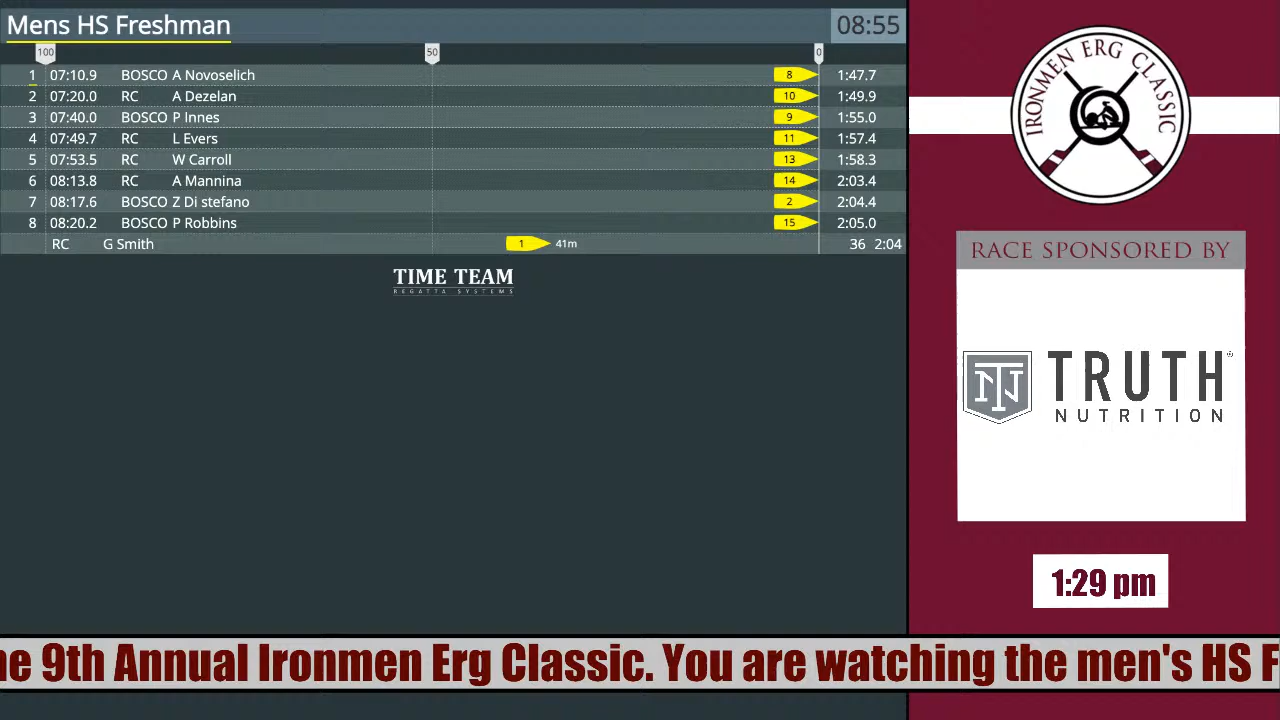 Mens HS Freshman 08:55
100 50 0
1 07:10.9 BOSCO A Novoselich 8 1:47.7
2 07:20.0 RC A Dezelan 10 1:49.9
3 07:40.0 BOSCO P Innes 9 1:55.0
4 07:49.7 RC L Evers 11 1:57.4
5 07:53.5 RC W Carroll 13 1:58.3
6 08:13.8 RC A Mannina 14 2:03.4
7 08:17.6 BOSCO Z Di stefano 2 2:04.4
8 08:20.2 BOSCO P Robbins 15 2:05.0
RC G Smith 1 41m 36 2:04
TIME TEAM
REGATTA SYSTEMS
IRONMEN ERG CLASSIC
RACE SPONSORED BY
TN TRUTH®
NUTRITION
1:29 pm
he 9th Annual Ironmen Erg Classic. You are watching the men's HS F